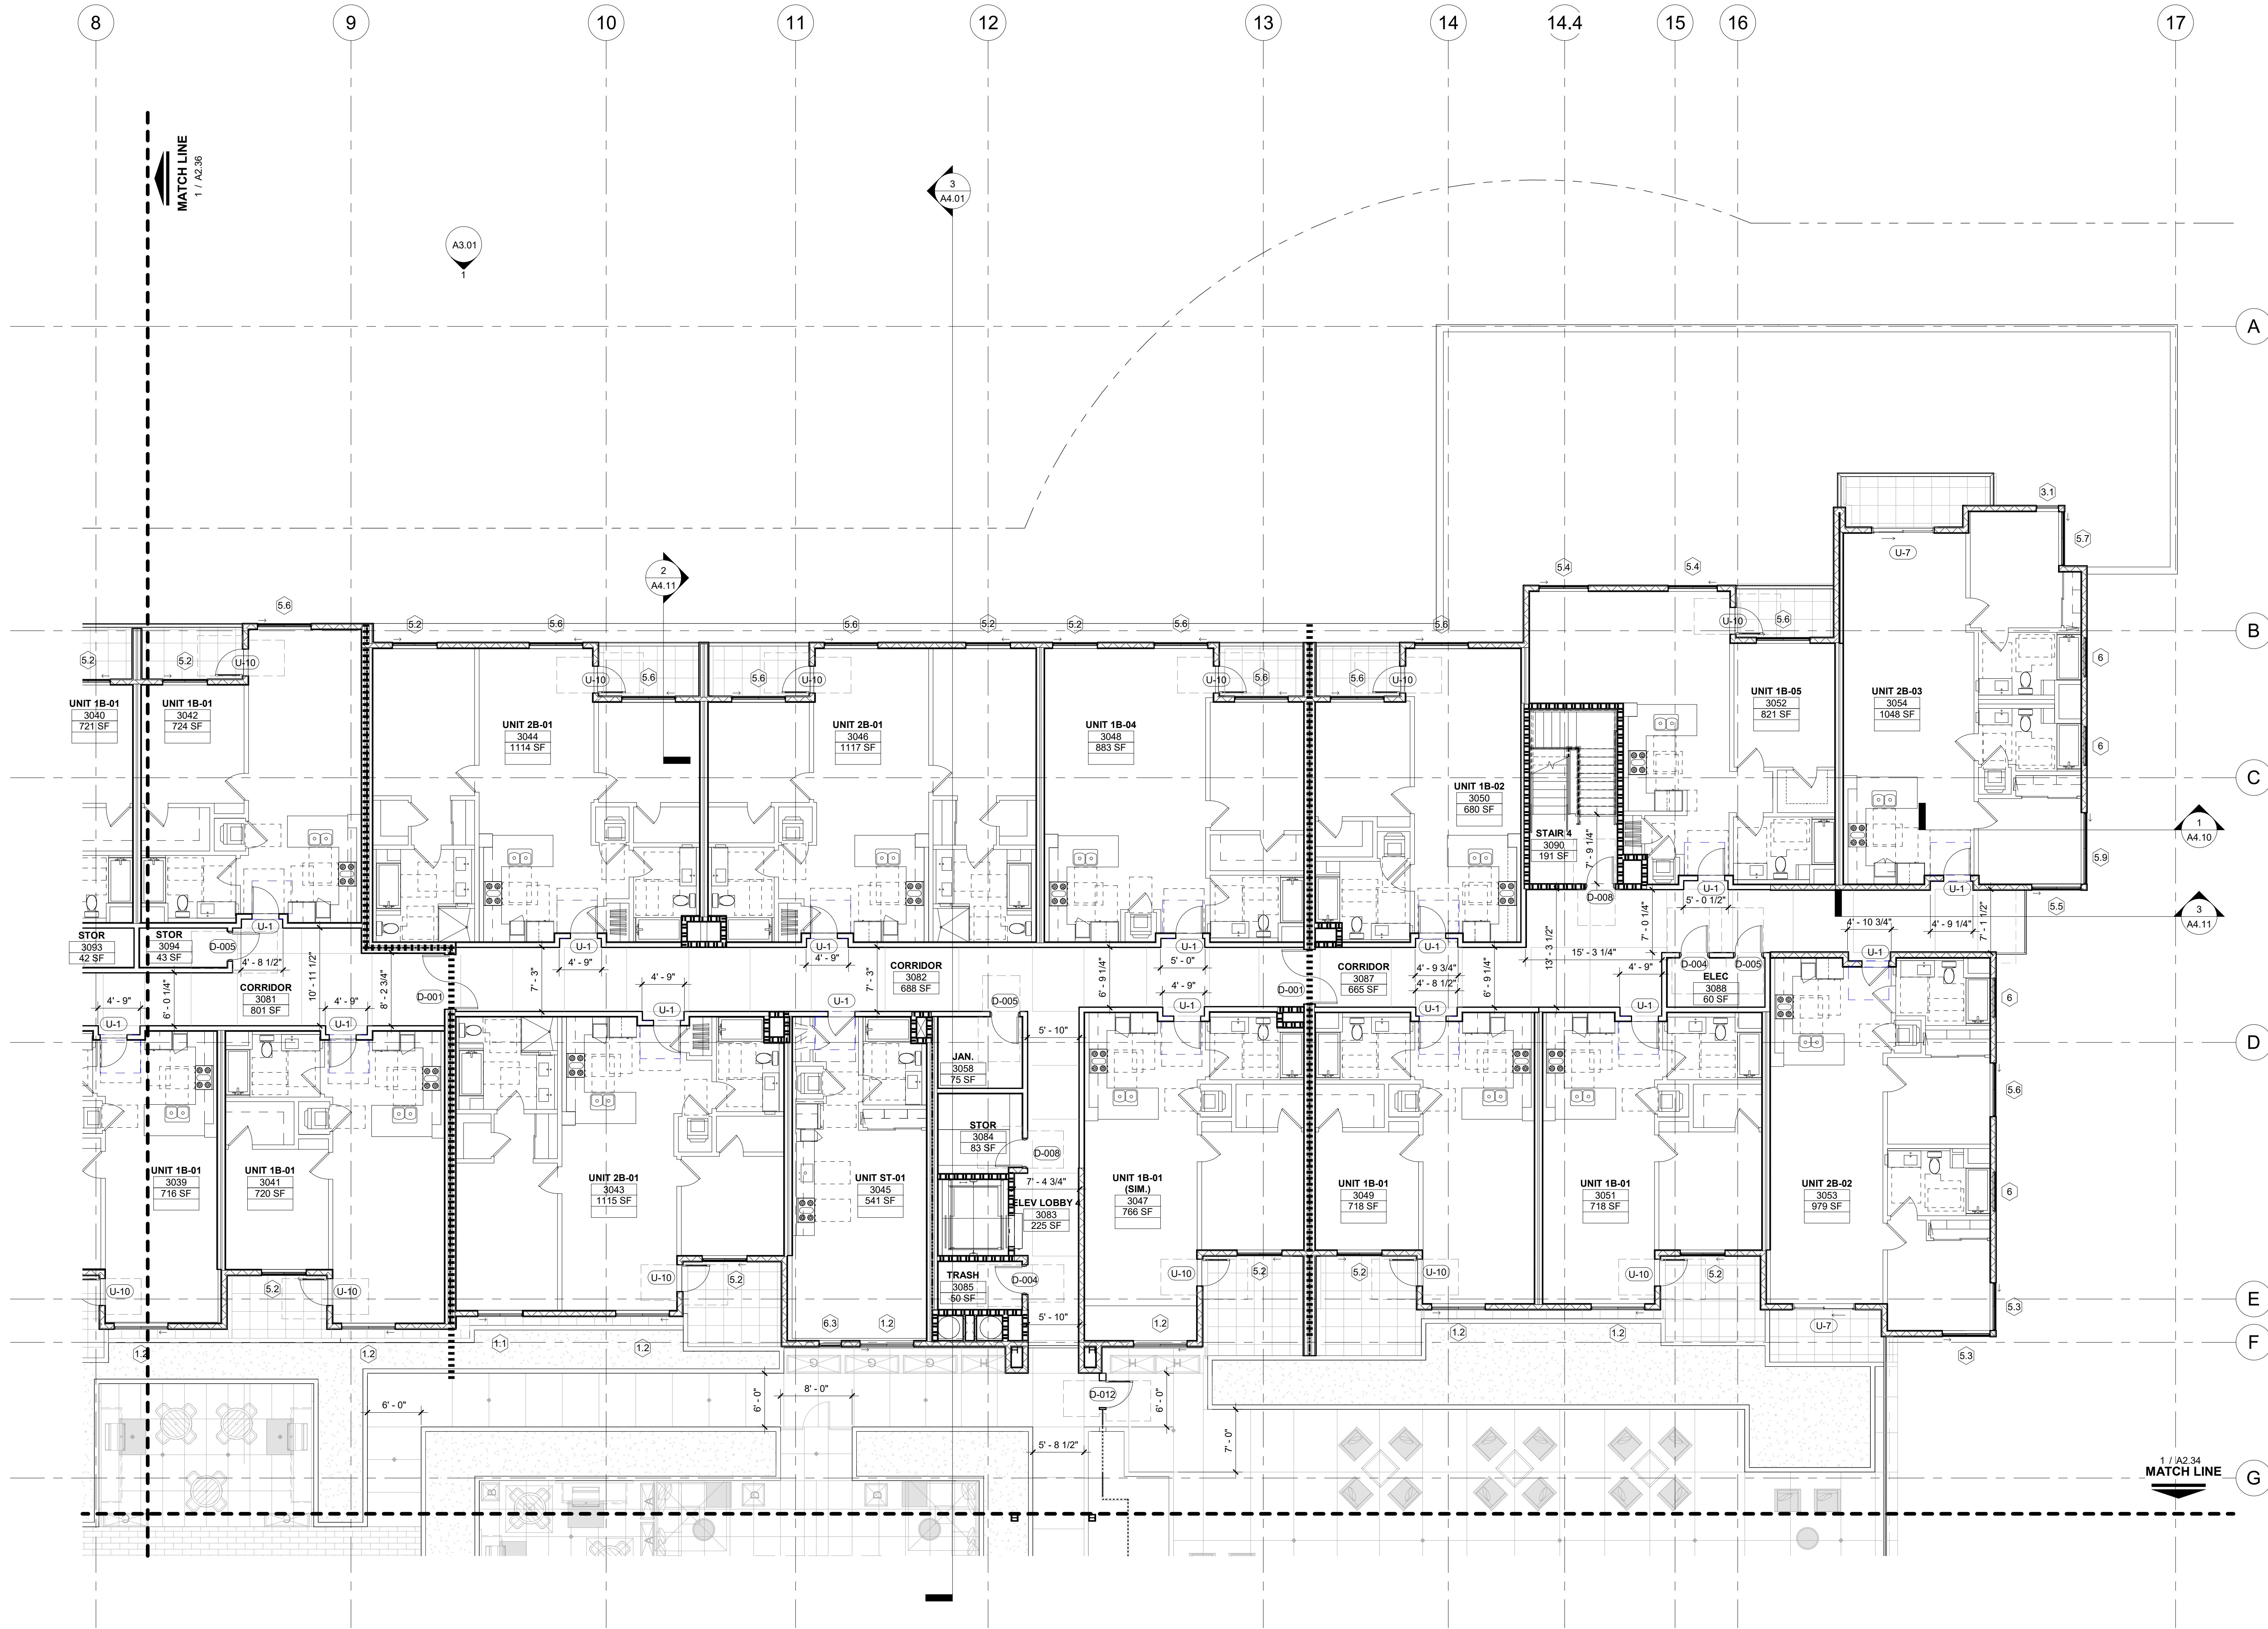 8
9
10
11
12
13
14
14.4
15
16
17
MATCH LINE
1 / A2.36
3
A4.01
A3.01
1
A
3.1
5.7
U-7
2
A4.11
5.4
5.4
5.6
5.2
5.6
5.6
5.2
5.2
5.6
5.6
U-10
5.6
B
5.2
5.2
U-10
U-10
5.6
5.6
U-10
U-10
5.6
5.6
U-10
6
UNIT 1B-01
3040
721 SF
UNIT 1B-01
3042
724 SF
UNIT 2B-01
3044
1114 SF
UNIT 2B-01
3046
1117 SF
UNIT 1B-04
3048
883 SF
UNIT 1B-05
3052
821 SF
UNIT 2B-03
3054
1048 SF
6
C
UNIT 1B-02
3050
680 SF
STAIR 4
3090
191 SF
7' - 9 1/4"
1
A4.10
5.9
U-1
U-1
D-008
5' - 0 1/2"
5.5
3
A4.11
STOR
3093
42 SF
STOR
3094
43 SF
D-005
U-1
4' - 8 1/2"
10' - 11 1/2"
U-1
4' - 9"
U-1
4' - 9"
U-1
5' - 0"
U-1
4' - 9 3/4"
4' - 8 1/2"
13' - 3 1/2"
15' - 3 1/4"
7' - 0 1/4"
4' - 10 3/4"
4' - 9 1/4"
7' - 1 1/2"
D-004
D-005
U-1
CORRIDOR
3081
801 SF
6' - 0 1/4"
4' - 9"
4' - 9"
8' - 2 3/4"
D-001
7' - 3"
4' - 9"
7' - 3"
CORRIDOR
3082
688 SF
D-005
6' - 9 1/4"
4' - 9"
D-001
CORRIDOR
3087
665 SF
6' - 9 1/4"
4' - 9"
ELEC
3088
60 SF
6
U-1
U-1
U-1
U-1
U-1
U-1
U-1
5' - 10"
D
JAN.
3058
75 SF
5.6
STOR
3084
83 SF
D-008
UNIT 1B-01
3039
716 SF
UNIT 1B-01
3041
720 SF
UNIT 2B-01
3043
1115 SF
UNIT ST-01
3045
541 SF
7' - 4 3/4"
ELEV LOBBY 4
3083
225 SF
UNIT 1B-01
(SIM.)
3047
766 SF
UNIT 1B-01
3049
718 SF
UNIT 1B-01
3051
718 SF
UNIT 2B-02
3053
979 SF
6
U-10
5.2
U-10
U-10
5.2
TRASH
3085
50 SF
D-004
U-10
5.2
5.2
U-10
U-10
5.2
E
5.3
5' - 10"
U-7
1.2
1.2
1.1
1.2
6.3
1.2
1.2
1.2
1.2
5.3
F
G
G
G
H
H
H
6' - 0"
6' - 0"
8' - 0"
D-012
6' - 0"
5' - 8 1/2"
7' - 0"
1 / A2.34
MATCH LINE
G